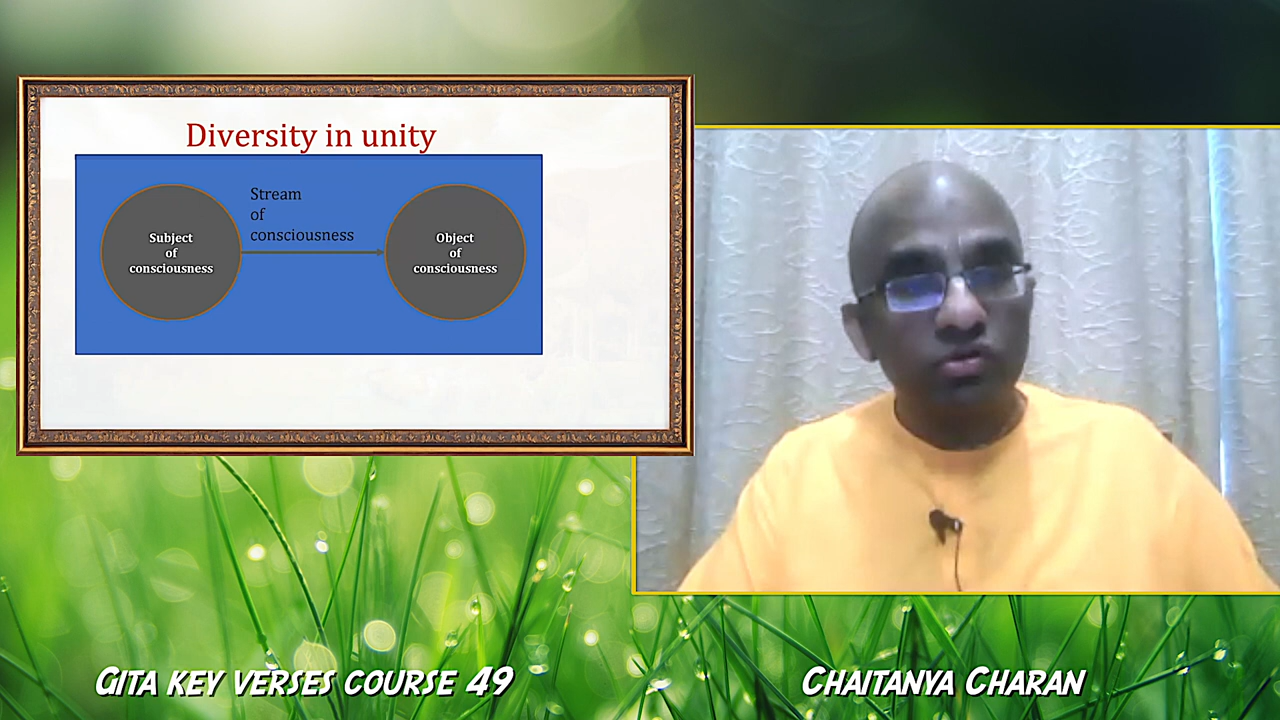 Diversity in unity
Stream
of
consciousness
Subject
of
consciousness
Object
of
consciousness
GITA KEY VERSES COURSE 49
CHAITANYA CHARAN